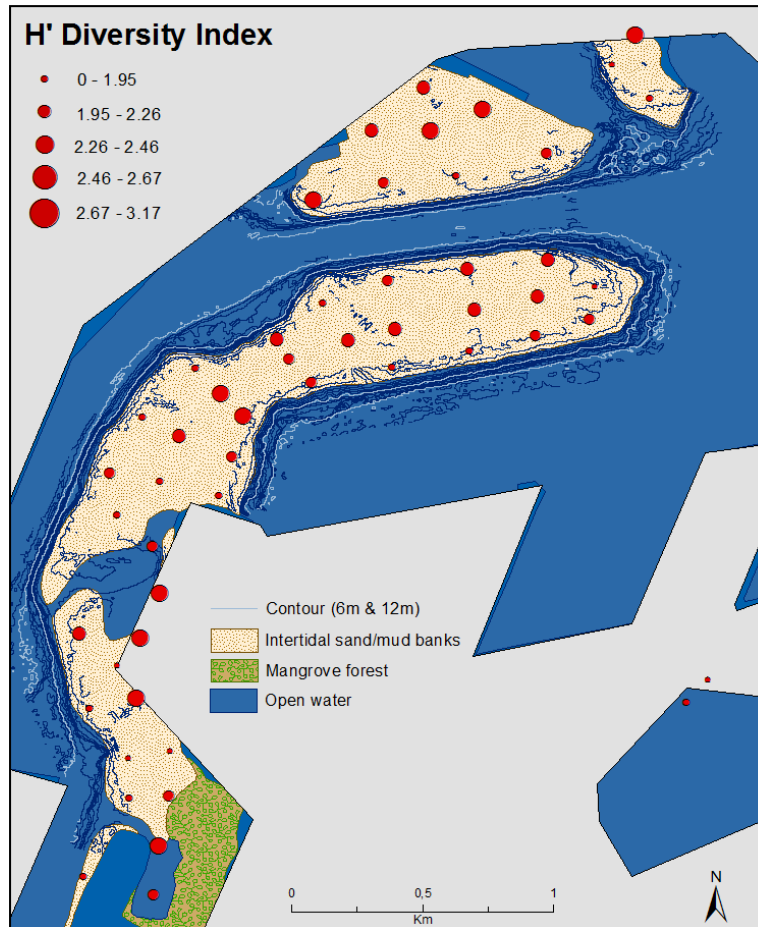 H' Diversity Index
0 - 1.95
1.95 - 2.26
2.26 - 2.46
2.46 - 2.67
2.67 - 3.17
Contour (6m & 12m)
Intertidal sand/mud banks
Mangrove forest
Open water
0 0,5 1
Km
N